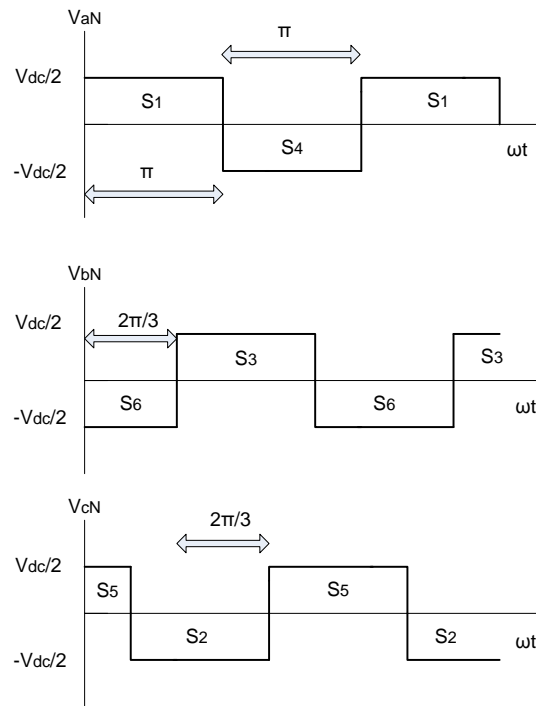 VaN
π
Vdc/2
S1
S1
S4
-Vdc/2
ωt
π
VbN
Vdc/2
2π/3
S3
S3
S6
S6
-Vdc/2
ωt
VcN
2π/3
Vdc/2
S5
S5
S2
S2
-Vdc/2
ωt